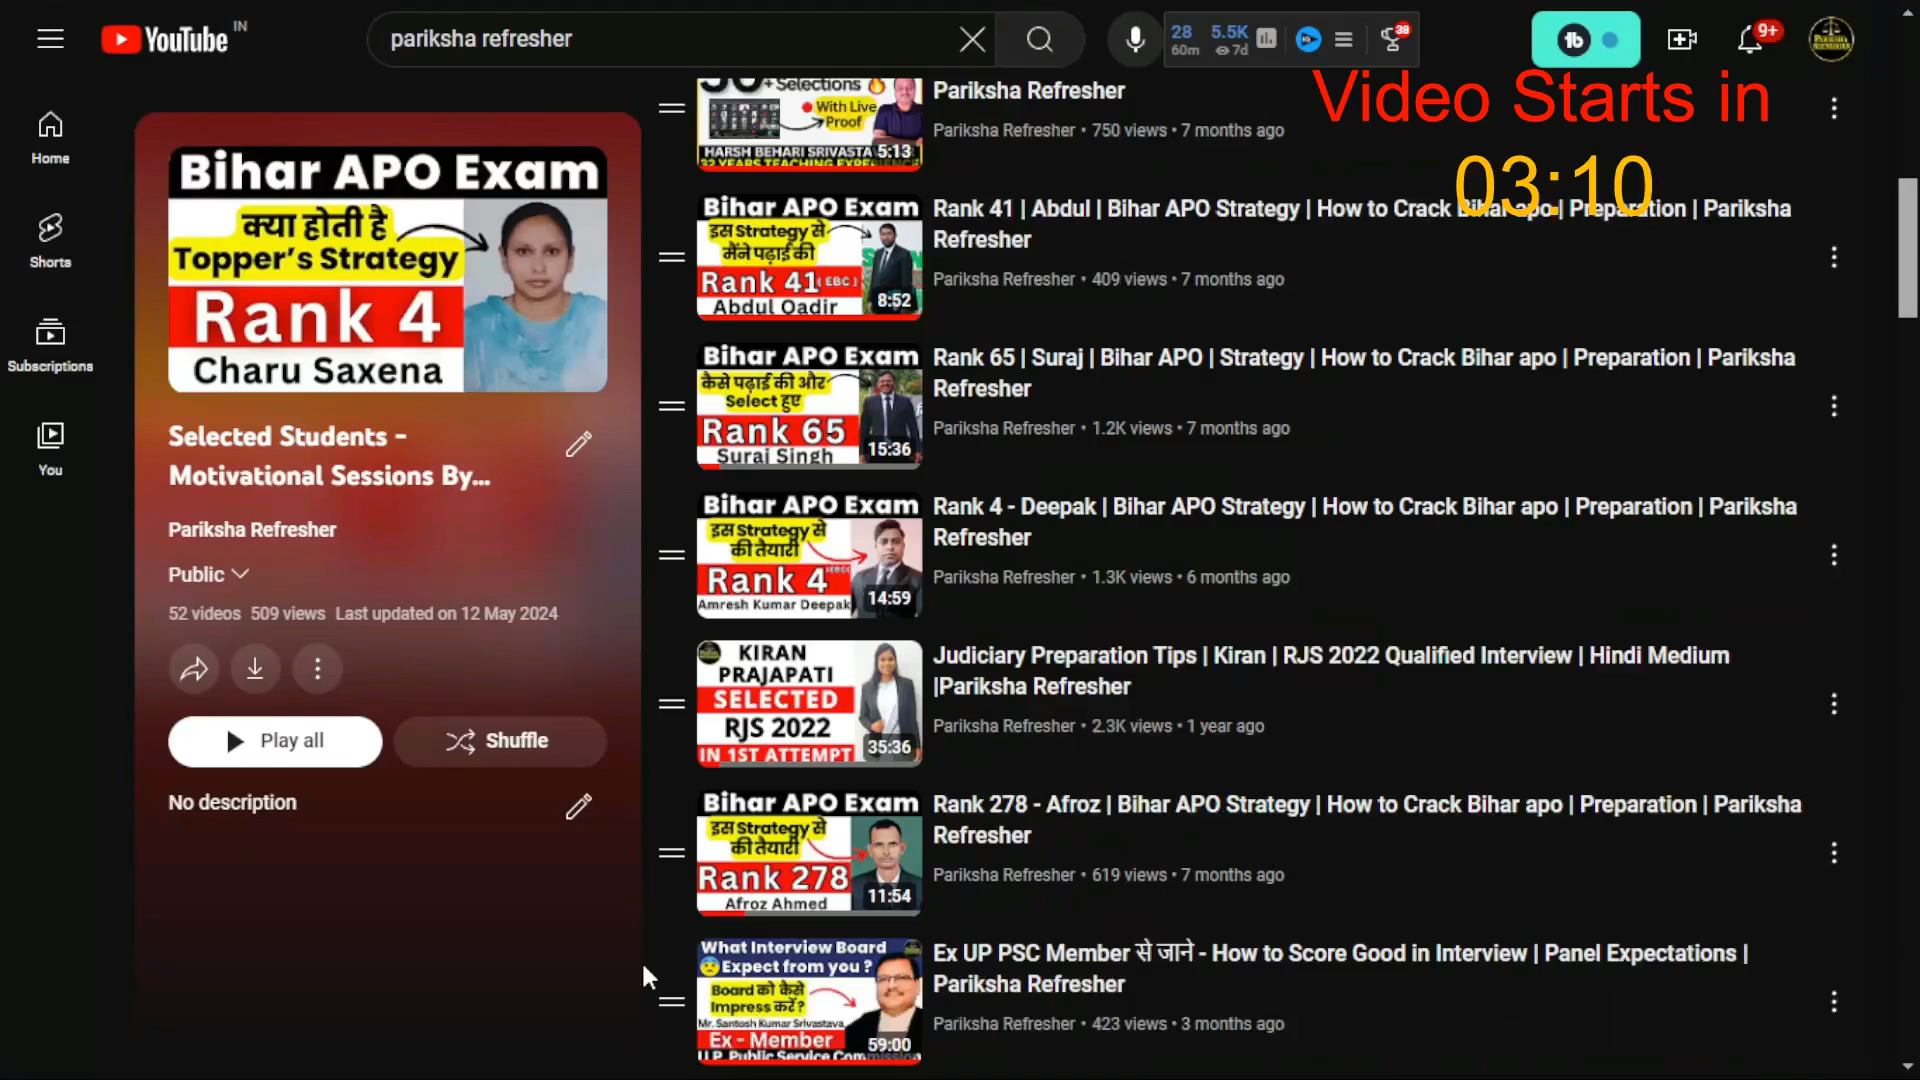 YouTube IN
pariksha refresher
28
60m
5.5K
7d
38
9+
Video Starts in
03:10
Home
Shorts
Subscriptions
You
Bihar APO Exam
क्या होती है
Topper's Strategy
Rank 4
Charu Saxena
Selected Students -
Motivational Sessions By...
Pariksha Refresher
Public
52 videos 509 views Last updated on 12 May 2024
Play all
Shuffle
No description
+Selections
With Live
Proof
HARSH BEHARI SRIVASTA
5:13
32 YEARS TEACHING EXPERIENCE
Pariksha Refresher
Pariksha Refresher • 750 views • 7 months ago
Bihar APO Exam
इस Strategy से
मैंने पढ़ाई की
Rank 41 (EBC)
Abdul Qadir
8:52
Rank 41 | Abdul | Bihar APO Strategy | How to Crack Bihar apo | Preparation | Pariksha
Refresher
Pariksha Refresher • 409 views • 7 months ago
Bihar APO Exam
कैसे पढ़ाई की और
Select हुए
Rank 65
Suraj Singh
15:36
Rank 65 | Suraj | Bihar APO | Strategy | How to Crack Bihar apo | Preparation | Pariksha
Refresher
Pariksha Refresher • 1.2K views • 7 months ago
Bihar APO Exam
इस Strategy से
की तैयारी
Rank 4
Amresh Kumar Deepak
14:59
Rank 4 - Deepak | Bihar APO Strategy | How to Crack Bihar apo | Preparation | Pariksha
Refresher
Pariksha Refresher • 1.3K views • 6 months ago
KIRAN
PRAJAPATI
SELECTED
RJS 2022
IN 1ST ATTEMPT
35:36
Judiciary Preparation Tips | Kiran | RJS 2022 Qualified Interview | Hindi Medium
|Pariksha Refresher
Pariksha Refresher • 2.3K views • 1 year ago
Bihar APO Exam
इस Strategy से
की तैयारी
Rank 278
Afroz Ahmed
11:54
Rank 278 - Afroz | Bihar APO Strategy | How to Crack Bihar apo | Preparation | Pariksha
Refresher
Pariksha Refresher • 619 views • 7 months ago
What Interview Board
Expect from you ?
Board को कैसे
Impress करें?
Mr. Santosh Kumar Srivastava
Ex - Member
U.P. Public Service Commission
59:00
Ex UP PSC Member से जाने - How to Score Good in Interview | Panel Expectations |
Pariksha Refresher
Pariksha Refresher • 423 views • 3 months ago